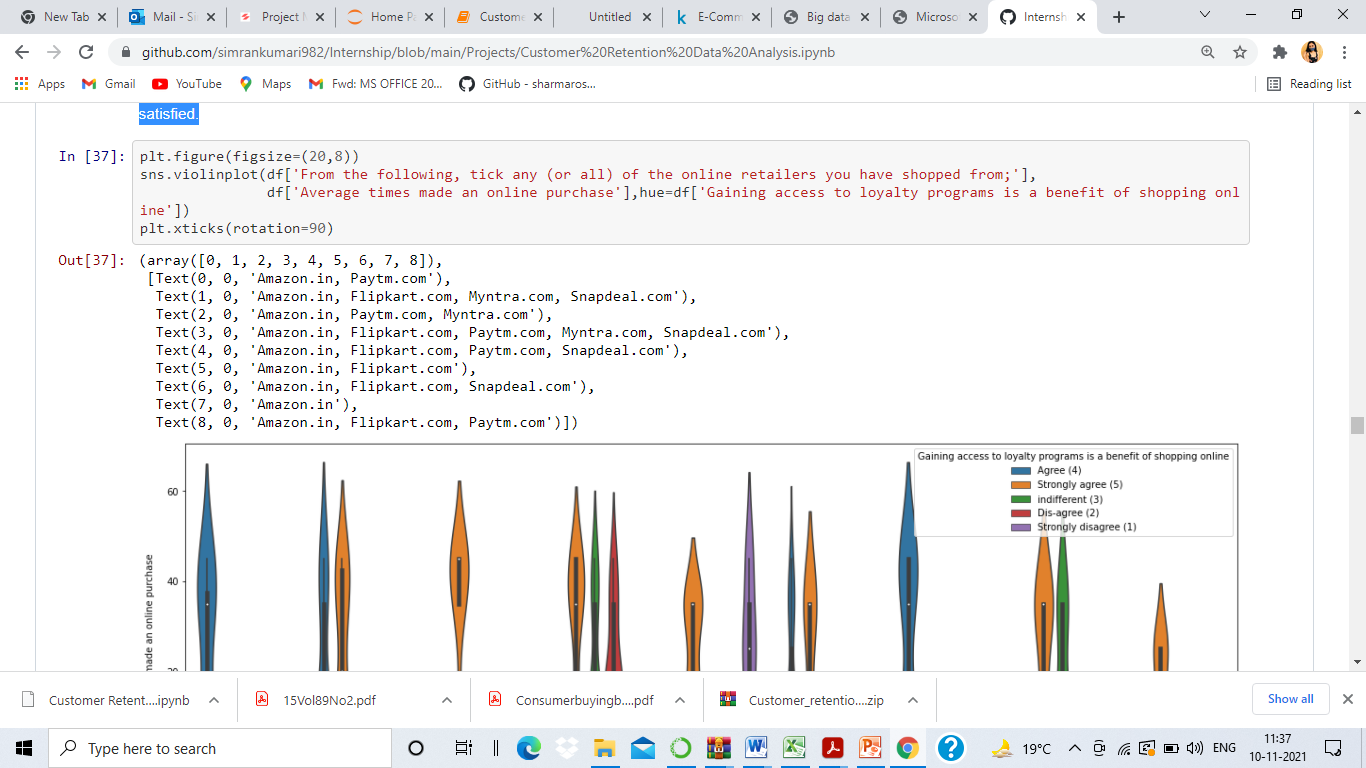 New Tab
Mail - Si
Project M
Home Pa
Custome
Untitled
E-Comm
Big data
Microso
Internsh
github.com/simrankumari982/Internship/blob/main/Projects/Customer%20Retention%20Data%20Analysis.ipynb
Apps
Gmail
YouTube
Maps
Fwd: MS OFFICE 20...
GitHub - sharmaros...
Reading list
satisfied.
In [37]:
plt.figure(figsize=(20,8))
sns.violinplot(df['From the following, tick any (or all) of the online retailers you have shopped from;'],
df['Average times made an online purchase'],hue=df['Gaining access to loyalty programs is a benefit of shopping onl
ine'])
plt.xticks(rotation=90)
Out[37]:
(array([0, 1, 2, 3, 4, 5, 6, 7, 8]),
[Text(0, 0, 'Amazon.in, Paytm.com'),
Text(1, 0, 'Amazon.in, Flipkart.com, Myntra.com, Snapdeal.com'),
Text(2, 0, 'Amazon.in, Paytm.com, Myntra.com'),
Text(3, 0, 'Amazon.in, Flipkart.com, Paytm.com, Myntra.com, Snapdeal.com'),
Text(4, 0, 'Amazon.in, Flipkart.com, Paytm.com, Snapdeal.com'),
Text(5, 0, 'Amazon.in, Flipkart.com'),
Text(6, 0, 'Amazon.in, Flipkart.com, Snapdeal.com'),
Text(7, 0, 'Amazon.in'),
Text(8, 0, 'Amazon.in, Flipkart.com, Paytm.com')])
Gaining access to loyalty programs is a benefit of shopping online
Agree (4)
Strongly agree (5)
indifferent (3)
Dis-agree (2)
Strongly disagree (1)
60
40
20
made an online purchase
Customer Retent....ipynb
15Vol89No2.pdf
Consumerbuyingb....pdf
Customer_retentio....zip
Show all
Type here to search
19°C
ENG
11:37
10-11-2021